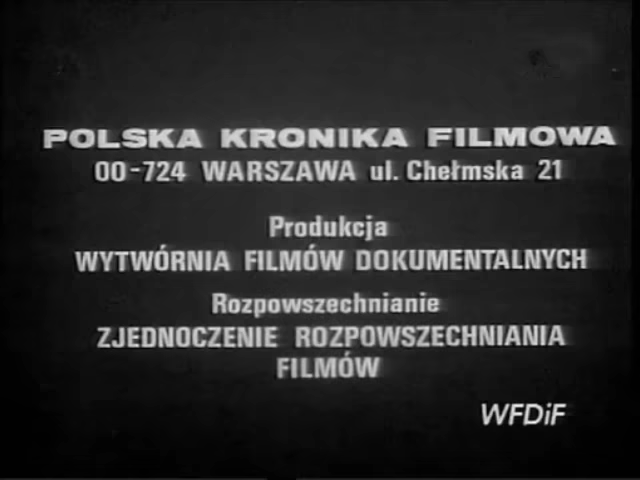 POLSKA KRONIKA FILMOWA
00-724 WARSZAWA ul. Chełmska 21
Produkcja
WYTWÓRNIA FILMÓW DOKUMENTALNYCH
Rozpowszechnianie
ZJEDNOCZENIE ROZPOWSZECHNIANIA
FILMÓW
WFDiF